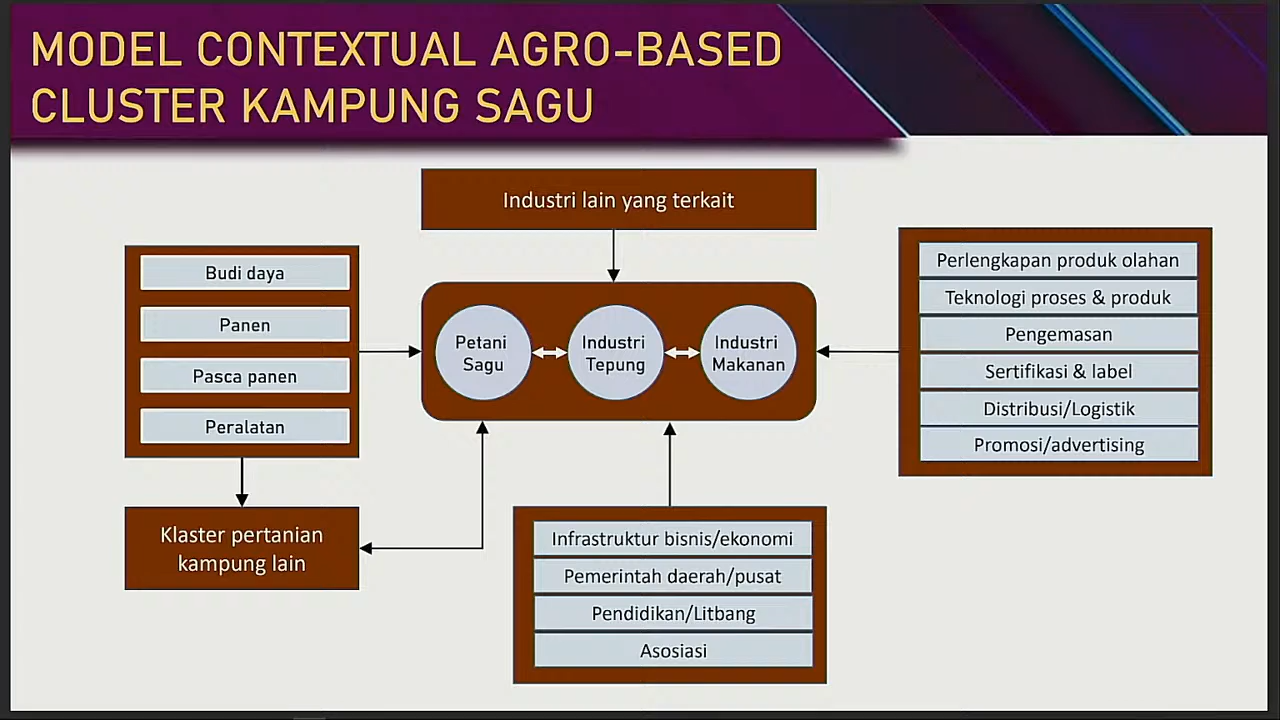 MODEL CONTEXTUAL AGRO-BASED
CLUSTER KAMPUNG SAGU
Industri lain yang terkait
Budi daya
Panen
Pasca panen
Peralatan
Petani
Sagu
Industri
Tepung
Industri
Makanan
Perlengkapan produk olahan
Teknologi proses & produk
Pengemasan
Sertifikasi & label
Distribusi/Logistik
Promosi/advertising
Klaster pertanian
kampung lain
Infrastruktur bisnis/ekonomi
Pemerintah daerah/pusat
Pendidikan/Litbang
Asosiasi